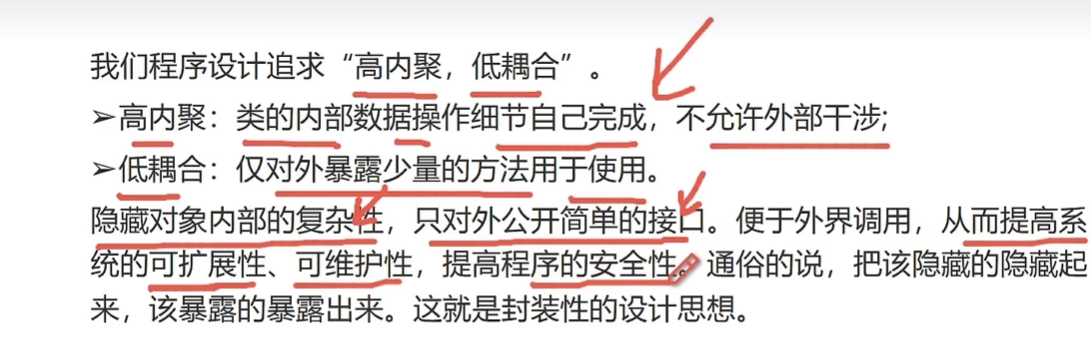 我们程序设计追求“高内聚，低耦合”。
➢高内聚：类的内部数据操作细节自己完成，不允许外部干涉;
➢低耦合：仅对外暴露少量的方法用于使用。
隐藏对象内部的复杂性，只对外公开简单的接口。便于外界调用，从而提高系
统的可扩展性、可维护性，提高程序的安全性。通俗的说，把该隐藏的隐藏起
来，该暴露的暴露出来。这就是封装性的设计思想。